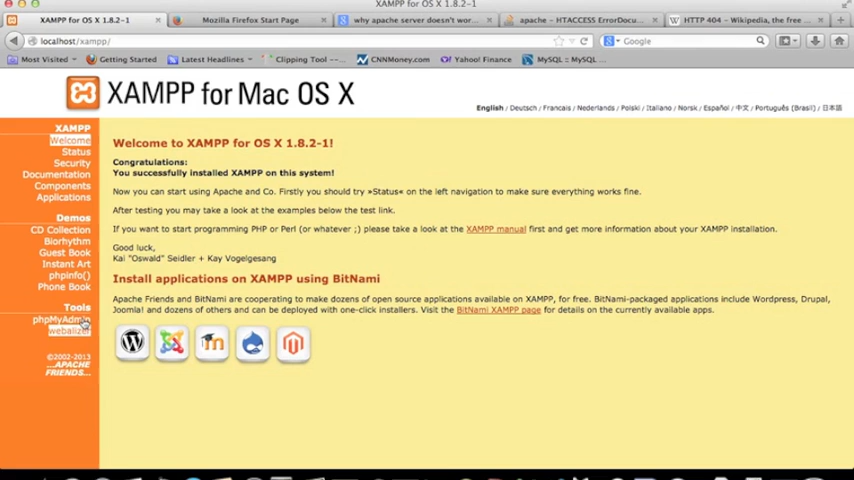 XAMPP for OS X 1.8.2-1
XAMPP for OS X 1.8.2-1
Mozilla Firefox Start Page
why apache server doesn't wor...
apache - HTACCESS ErrorDocu...
HTTP 404 - Wikipedia, the free ...
localhost/xampp/
Google
Most Visited
Getting Started
Latest Headlines
Clipping Tool --...
CNNMoney.com
Yahoo! Finance
MySQL :: MySQL ...
XAMPP for Mac OS X
English / Deutsch / Francais / Nederlands / Polski / Italiano / Norsk / Español / 中文 / Português (Brasil) / 日本語
XAMPP
Welcome
Status
Security
Documentation
Components
Applications
Demos
CD Collection
Biorhythm
Guest Book
Instant Art
phpinfo()
Phone Book
Tools
phpMyAdmin
webalizer
©2002-2013
...APACHE
FRIENDS...
Welcome to XAMPP for OS X 1.8.2-1!
Congratulations:
You successfully installed XAMPP on this system!
Now you can start using Apache and Co. Firstly you should try »Status« on the left navigation to make sure everything works fine.
After testing you may take a look at the examples below the test link.
If you want to start programming PHP or Perl (or whatever ;) please take a look at the XAMPP manual first and get more information about your XAMPP installation.
Good luck,
Kai "Oswald" Seidler + Kay Vogelgesang
Install applications on XAMPP using BitNami
Apache Friends and BitNami are cooperating to make dozens of open source applications available on XAMPP, for free. BitNami-packaged applications include Wordpress, Drupal,
Joomla! and dozens of others and can be deployed with one-click installers. Visit the BitNami XAMPP page for details on the currently available apps.